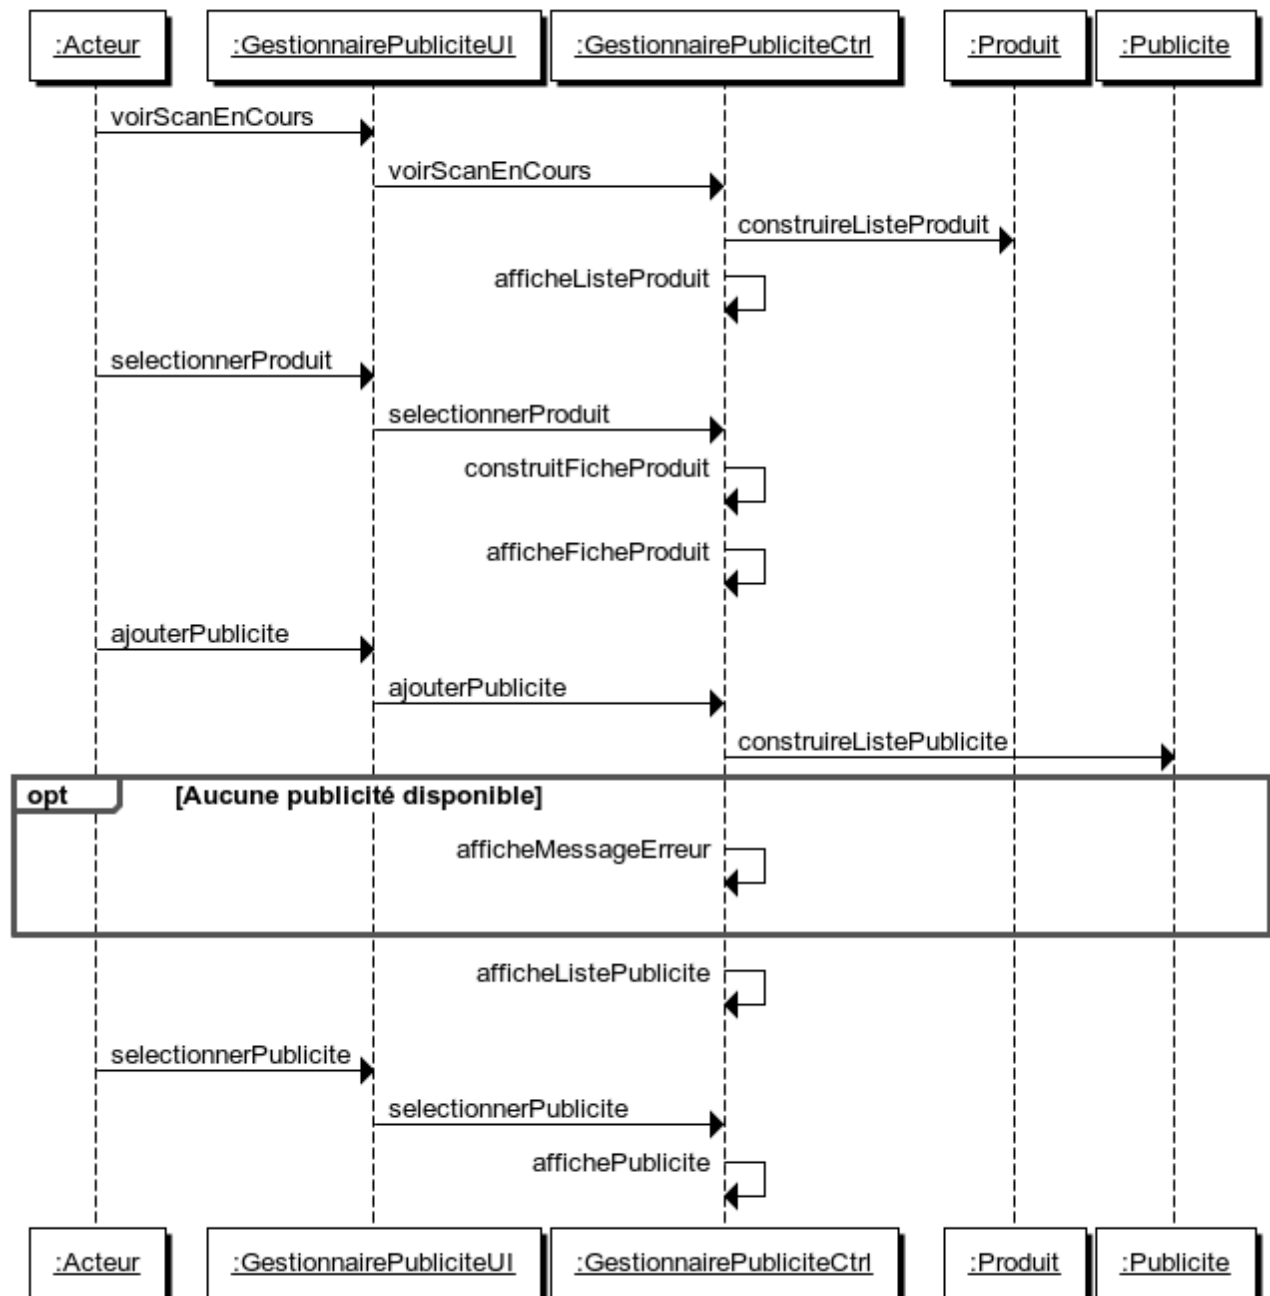 :Acteur
:GestionnairePubliciteUI
:GestionnairePubliciteCtrl
:Produit
:Publicite
voirScanEnCours
voirScanEnCours
construireListeProduit
afficheListeProduit
selectionnerProduit
selectionnerProduit
construitFicheProduit
afficheFicheProduit
ajouterPublicite
ajouterPublicite
construireListePublicite
opt
[Aucune publicité disponible]
afficheMessageErreur
afficheListePublicite
selectionnerPublicite
selectionnerPublicite
affichePublicite
:Acteur
:GestionnairePubliciteUI
:GestionnairePubliciteCtrl
:Produit
:Publicite